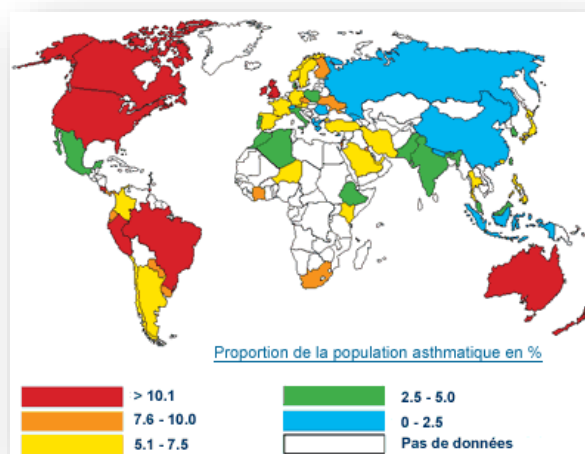 Proportion de la population asthmatique en %
> 10.1
7.6 - 10.0
5.1 - 7.5
2.5 - 5.0
0 - 2.5
Pas de données